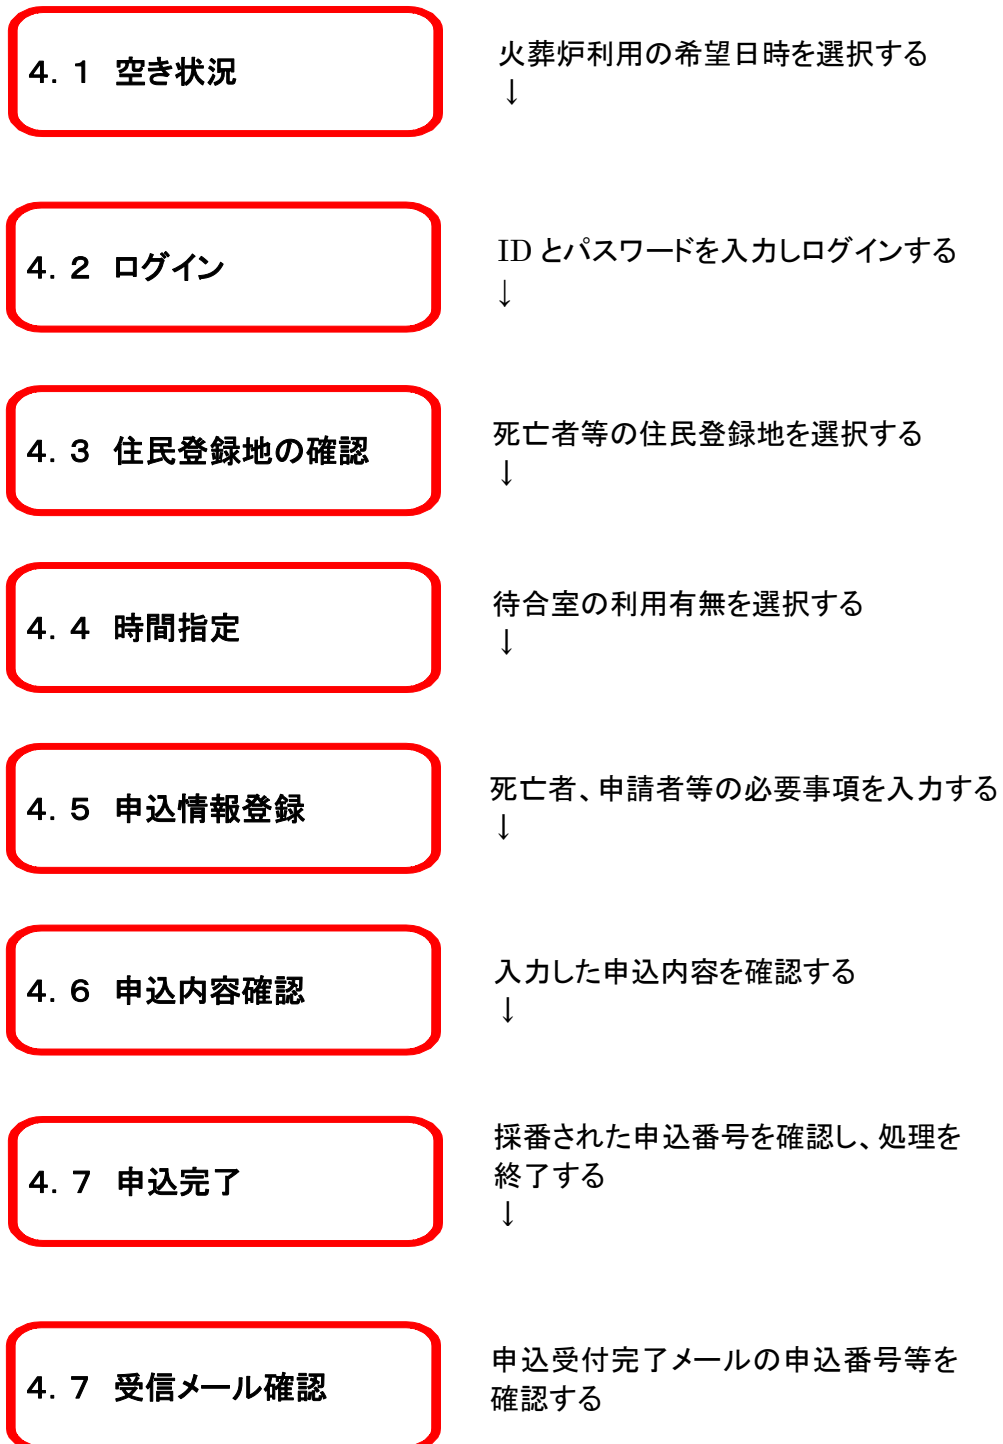 ４．１　空き状況
火葬炉利用の希望日時を選択する
↓
４．２　ログイン
ID とパスワードを入力しログインする
↓
４．３　住民登録地の確認
死亡者等の住民登録地を選択する
↓
４．４　時間指定
待合室の利用有無を選択する
↓
４．５　申込情報登録
死亡者、申請者等の必要事項を入力する
↓
４．６　申込内容確認
入力した申込内容を確認する
↓
４．７　申込完了
採番された申込番号を確認し、処理を
終了する
↓
４．７　受信メール確認
申込受付完了メールの申込番号等を
確認する